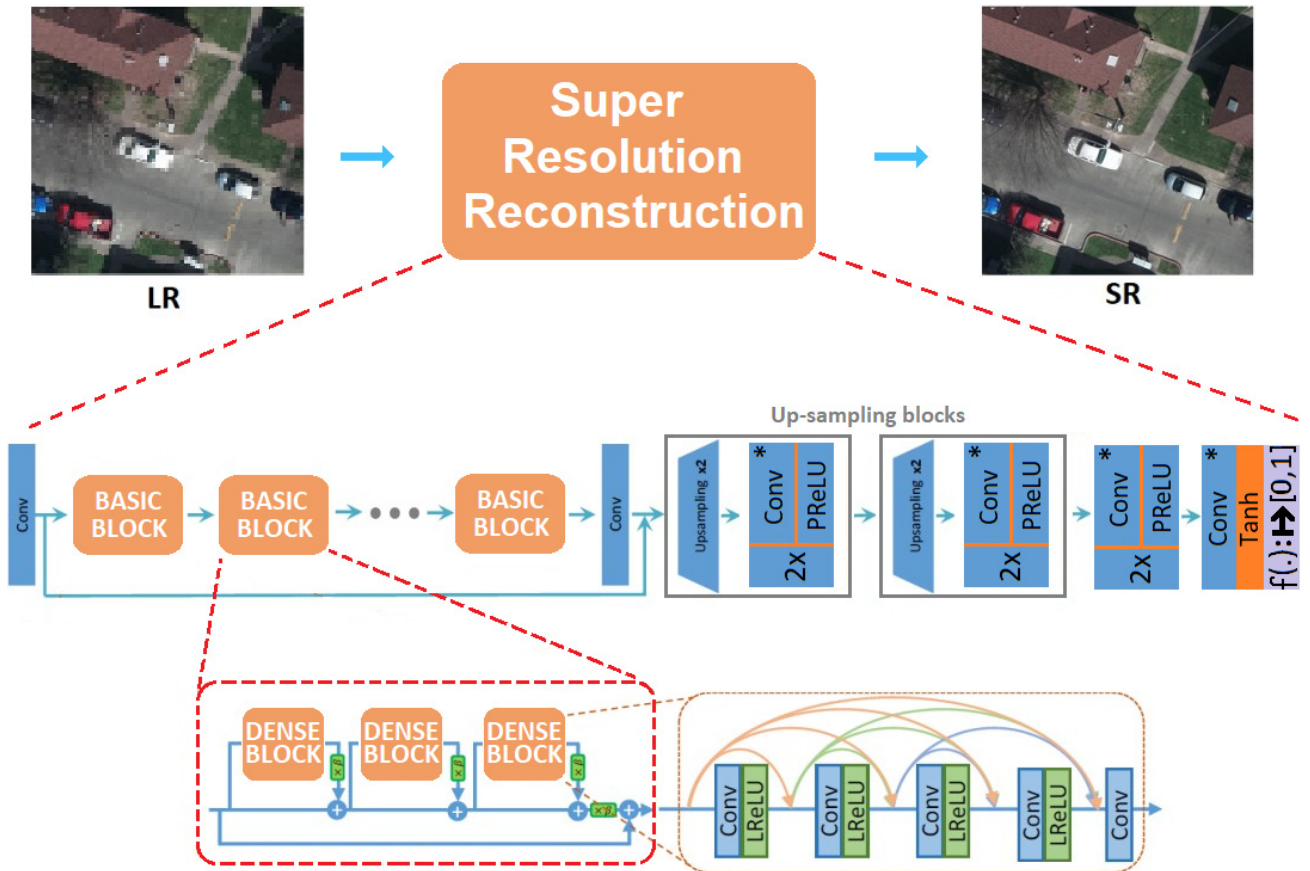 Super
Resolution
Reconstruction
LR
SR
Up-sampling blocks
Conv
BASIC
BLOCK
BASIC
BLOCK
BASIC
BLOCK
Conv
Upsampling x2
Conv *
PReLU
2x
Upsampling x2
Conv *
PReLU
2x
Conv *
PReLU
2x
Conv *
Tanh
f(.):I→[0,1]
DENSE
BLOCK
×β
DENSE
BLOCK
×β
DENSE
BLOCK
×β
×β
Conv
LReLU
Conv
LReLU
Conv
LReLU
Conv
LReLU
Conv